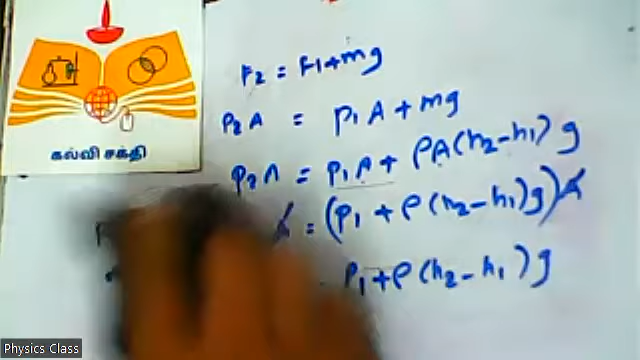 கல்வி சக்தி
F₂ = F₁+mg
P₂A = P₁A + mg
P₂A = P₁A + ρA(h₂-h₁)g
A = (P₁ + ρ(h₂-h₁)g)A
P₁+ρ(h₂-h₁)g
Physics Class